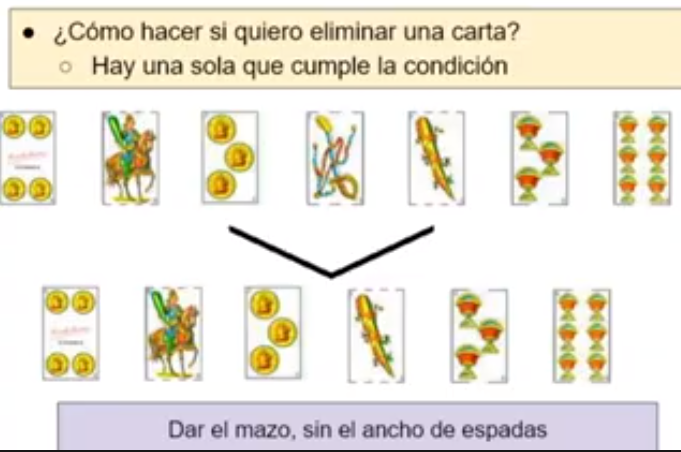 ¿Cómo hacer si quiero eliminar una carta?
Hay una sola que cumple la condición
Dar el mazo, sin el ancho de espadas